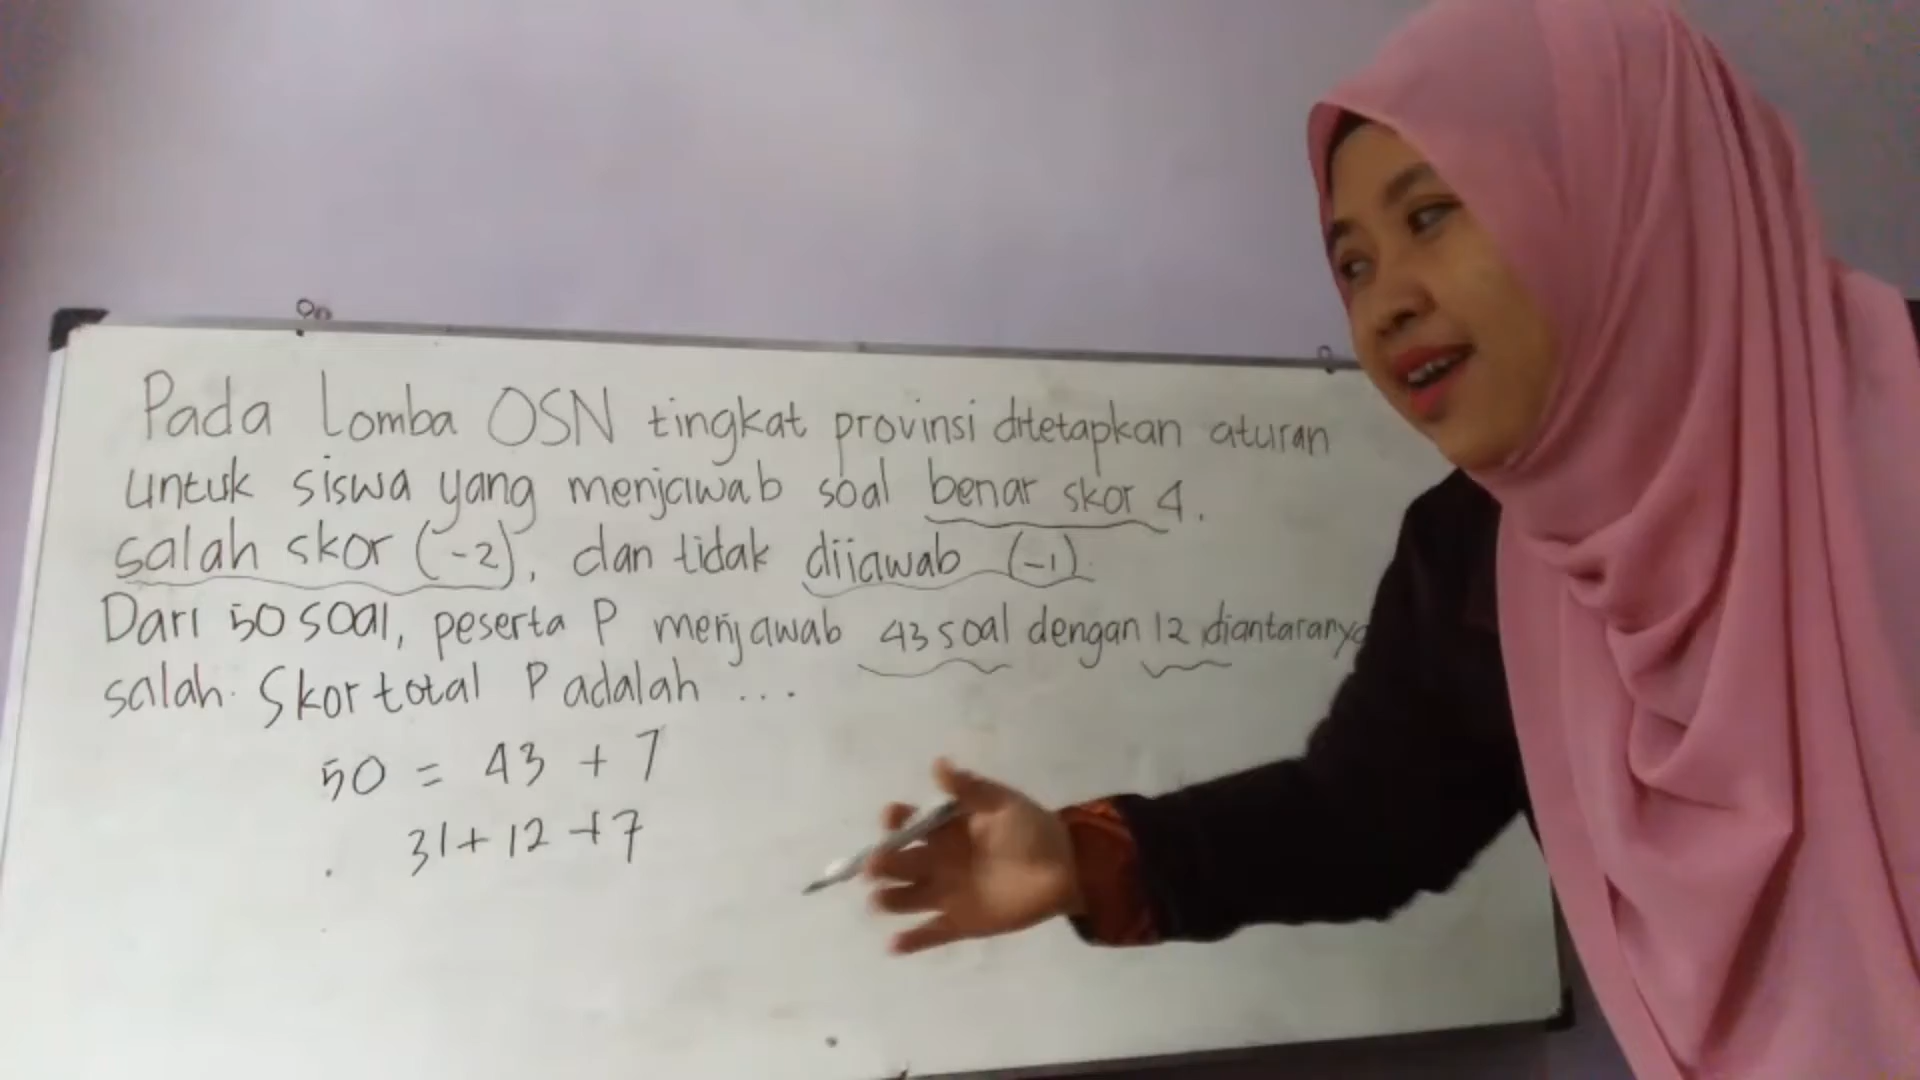 Pada Lomba OSN tingkat provinsi ditetapkan aturan
untuk siswa yang menjawab soal benar skor 4.
salah skor (-2), dan tidak dijawab (-1).
Dari 50 soal, peserta P menjawab 43 soal dengan 12 diantaranya
salah. Skor total P adalah ...
50 = 43 + 7
31 + 12 + 7